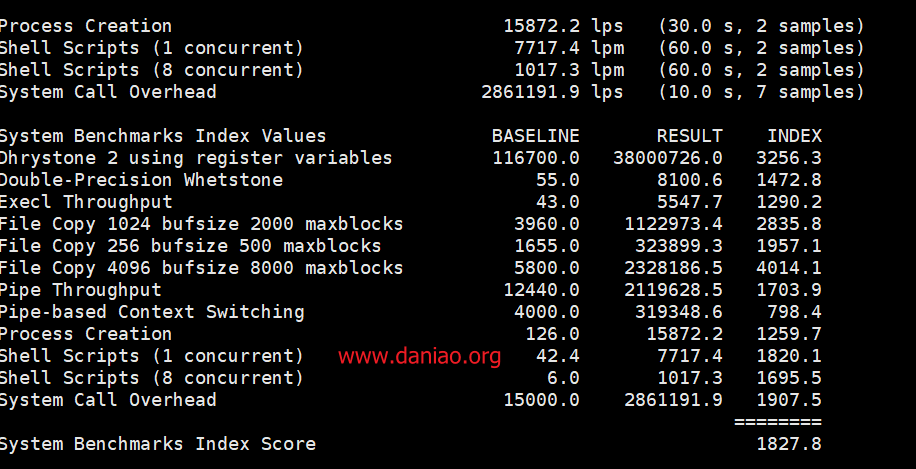 Process Creation 15872.2 lps (30.0 s, 2 samples)
Shell Scripts (1 concurrent) 7717.4 lpm (60.0 s, 2 samples)
Shell Scripts (8 concurrent) 1017.3 lpm (60.0 s, 2 samples)
System Call Overhead 2861191.9 lps (10.0 s, 7 samples)
System Benchmarks Index Values BASELINE RESULT INDEX
Dhrystone 2 using register variables 116700.0 38000726.0 3256.3
Double-Precision Whetstone 55.0 8100.6 1472.8
Execl Throughput 43.0 5547.7 1290.2
File Copy 1024 bufsize 2000 maxblocks 3960.0 1122973.4 2835.8
File Copy 256 bufsize 500 maxblocks 1655.0 323899.3 1957.1
File Copy 4096 bufsize 8000 maxblocks 5800.0 2328186.5 4014.1
Pipe Throughput 12440.0 2119628.5 1703.9
Pipe-based Context Switching 4000.0 319348.6 798.4
Process Creation 126.0 15872.2 1259.7
Shell Scripts (1 concurrent) www.daniao.org 42.4 7717.4 1820.1
Shell Scripts (8 concurrent) 6.0 1017.3 1695.5
System Call Overhead 15000.0 2861191.9 1907.5
========
System Benchmarks Index Score 1827.8